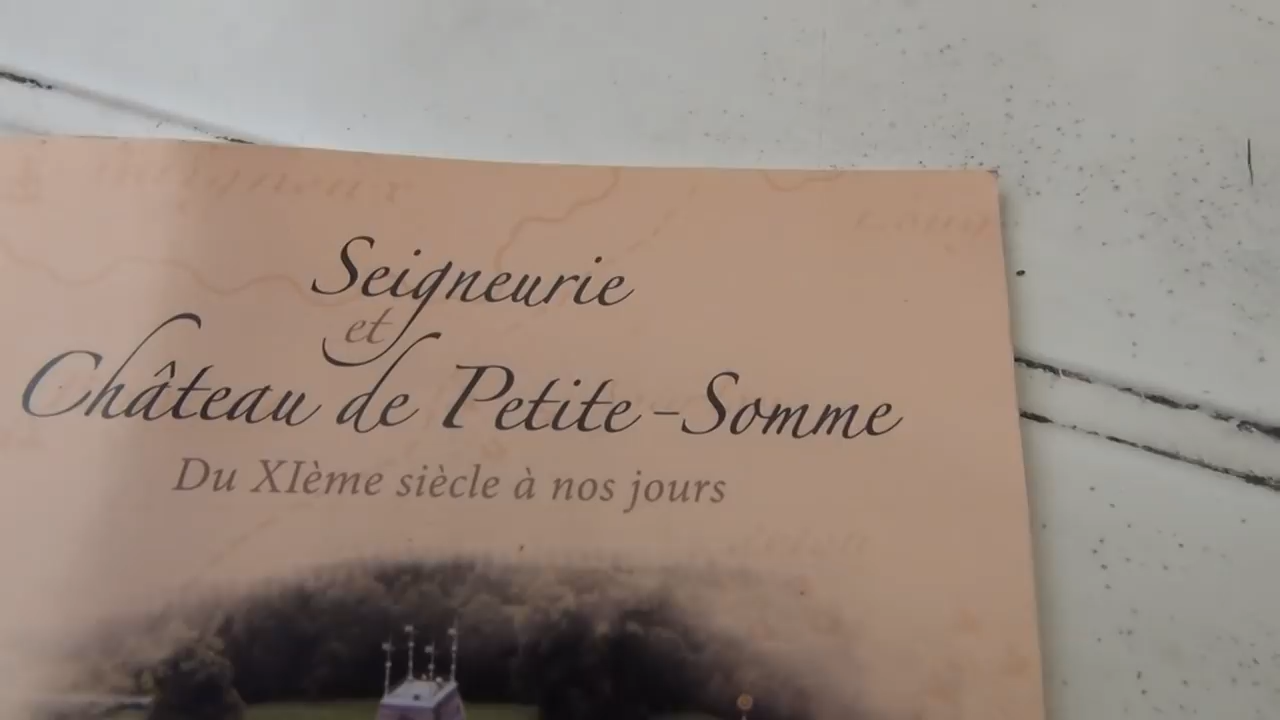 Seigneurie
et
Château de Petite-Somme
Du XIème siècle à nos jours